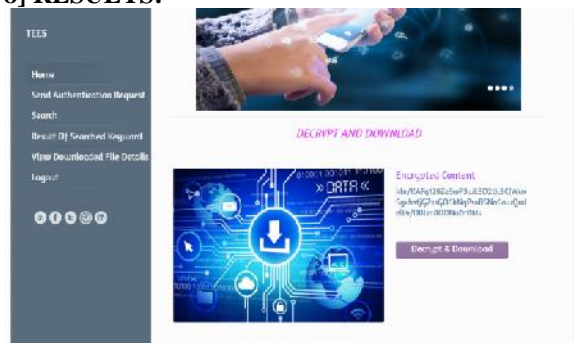 6] RESULTS:
TEES
Home
Send Authentication Request
Search
Result Of Searched Keyword
View Downloaded File Details
Logout
DECRYPT AND DOWNLOAD
» DATA «
Encrypted Content
Decrypt & Download